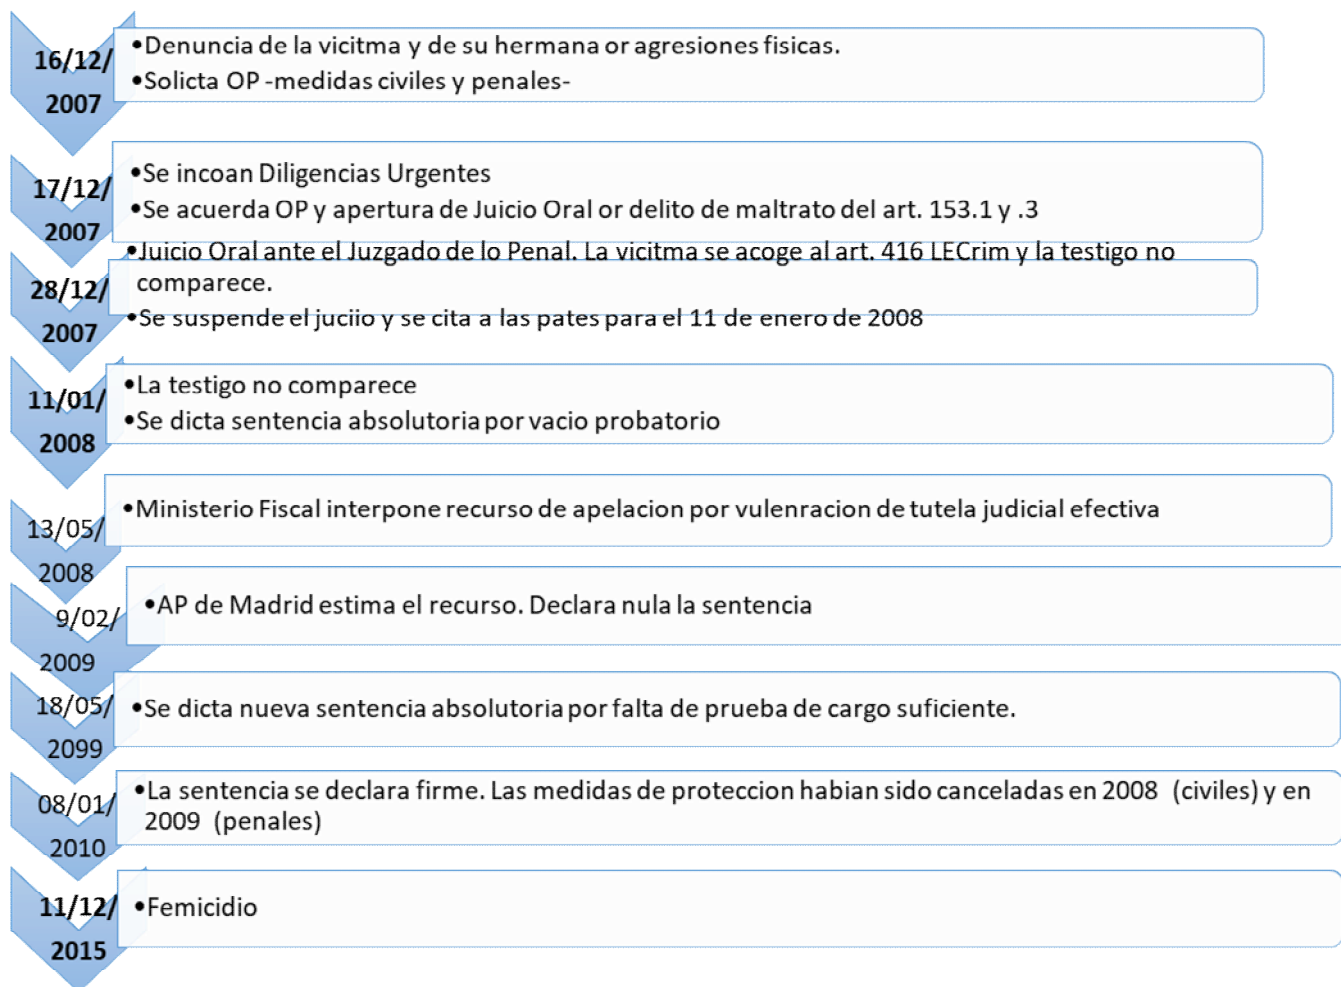 16/12/
2007
•Denuncia de la vicitma y de su hermana or agresiones fisicas.
•Solicta OP -medidas civiles y penales-
17/12/
2007
•Se incoan Diligencias Urgentes
•Se acuerda OP y apertura de Juicio Oral or delito de maltrato del art. 153.1 y .3
28/12/
2007
•Juicio Oral ante el Juzgado de lo Penal. La vicitma se acoge al art. 416 LECrim y la testigo no
comparece.
•Se suspende el juciio y se cita a las pates para el 11 de enero de 2008
11/01/
2008
•La testigo no comparece
•Se dicta sentencia absolutoria por vacio probatorio
13/05/
2008
•Ministerio Fiscal interpone recurso de apelacion por vulenracion de tutela judicial efectiva
9/02/
2009
•AP de Madrid estima el recurso. Declara nula la sentencia
18/05/
2099
•Se dicta nueva sentencia absolutoria por falta de prueba de cargo suficiente.
08/01/
2010
•La sentencia se declara firme. Las medidas de proteccion habian sido canceladas en 2008 (civiles) y en
2009 (penales)
11/12/
2015
•Femicidio